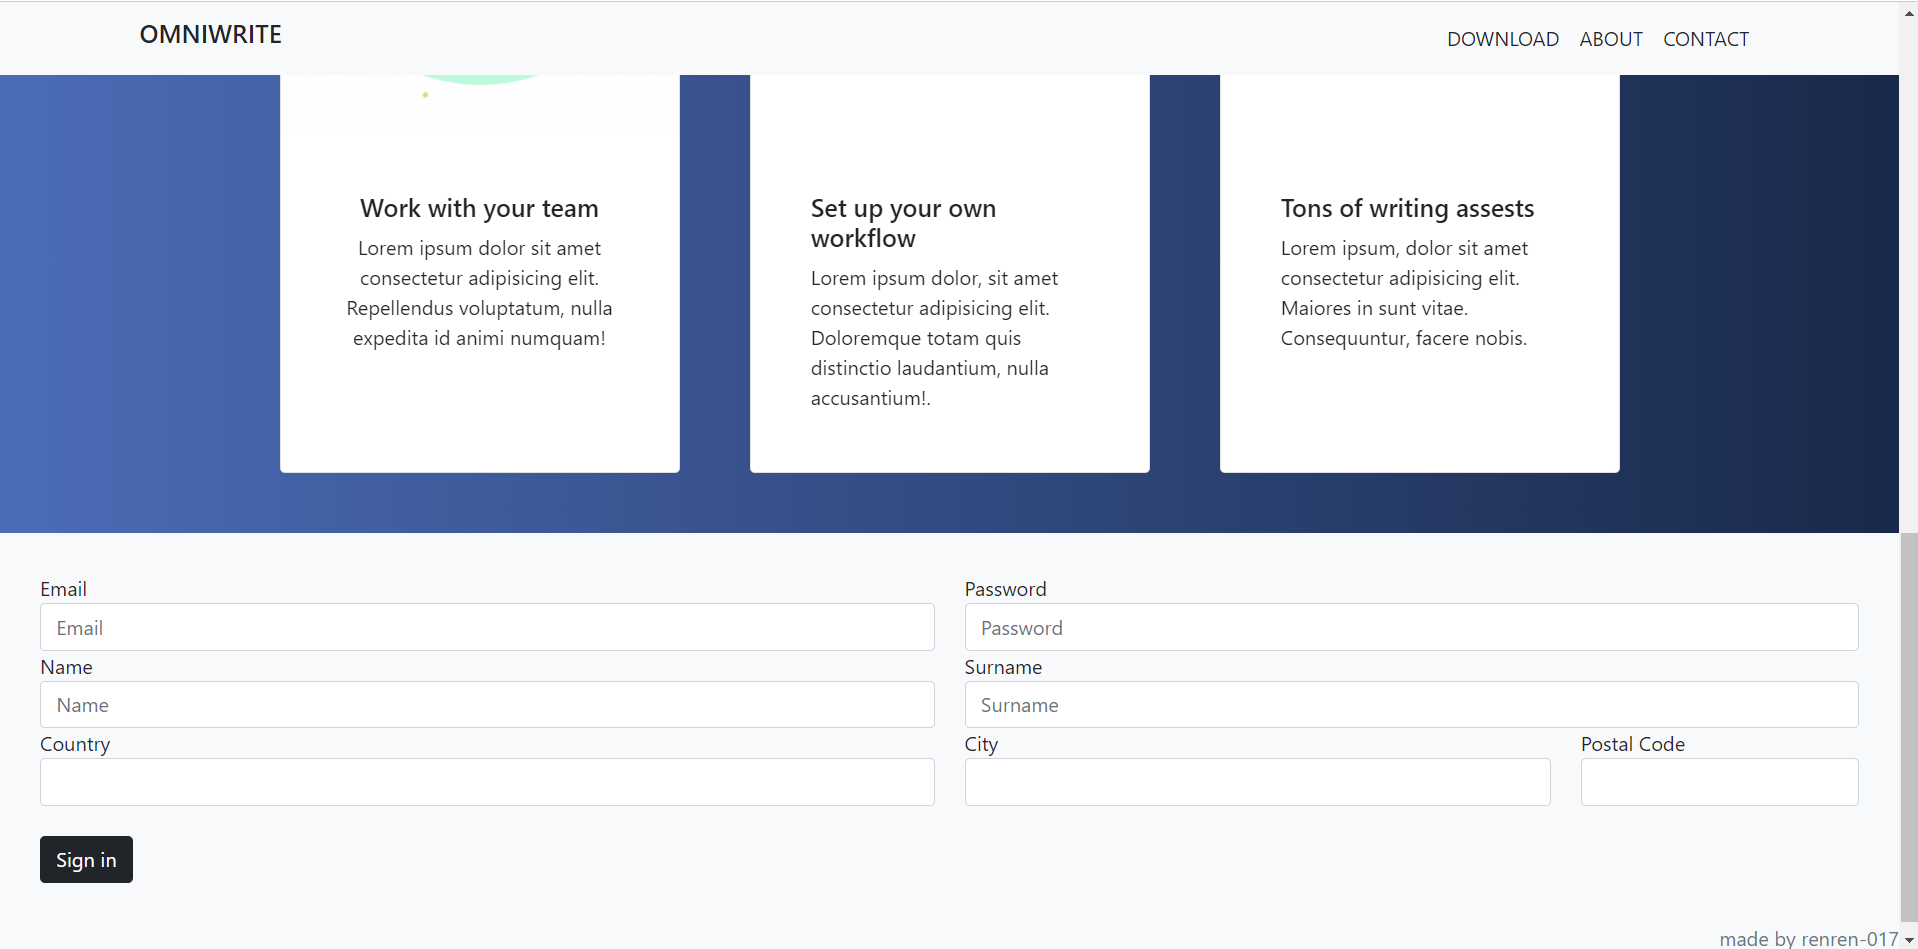 OMNIWRITE
DOWNLOAD ABOUT CONTACT
Work with your team
Lorem ipsum dolor sit amet
consectetur adipisicing elit.
Repellendus voluptatum, nulla
expedita id animi numquam!
Set up your own
workflow
Lorem ipsum dolor, sit amet
consectetur adipisicing elit.
Doloremque totam quis
distinctio laudantium, nulla
accusantium!.
Tons of writing assests
Lorem ipsum, dolor sit amet
consectetur adipisicing elit.
Maiores in sunt vitae.
Consequuntur, facere nobis.
Email
Email
Password
Password
Name
Name
Surname
Surname
Country
City
Postal Code
Sign in
made by renren-017